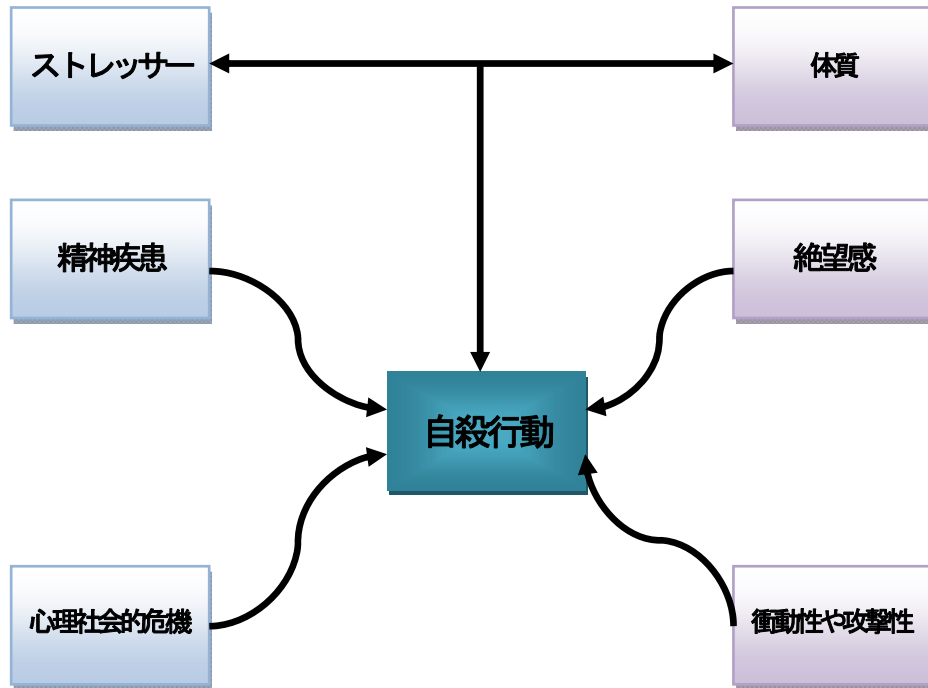 ストレッサー
体質
精神疾患
絶望感
自殺行動
心理社会的危機
衝動性や攻撃性